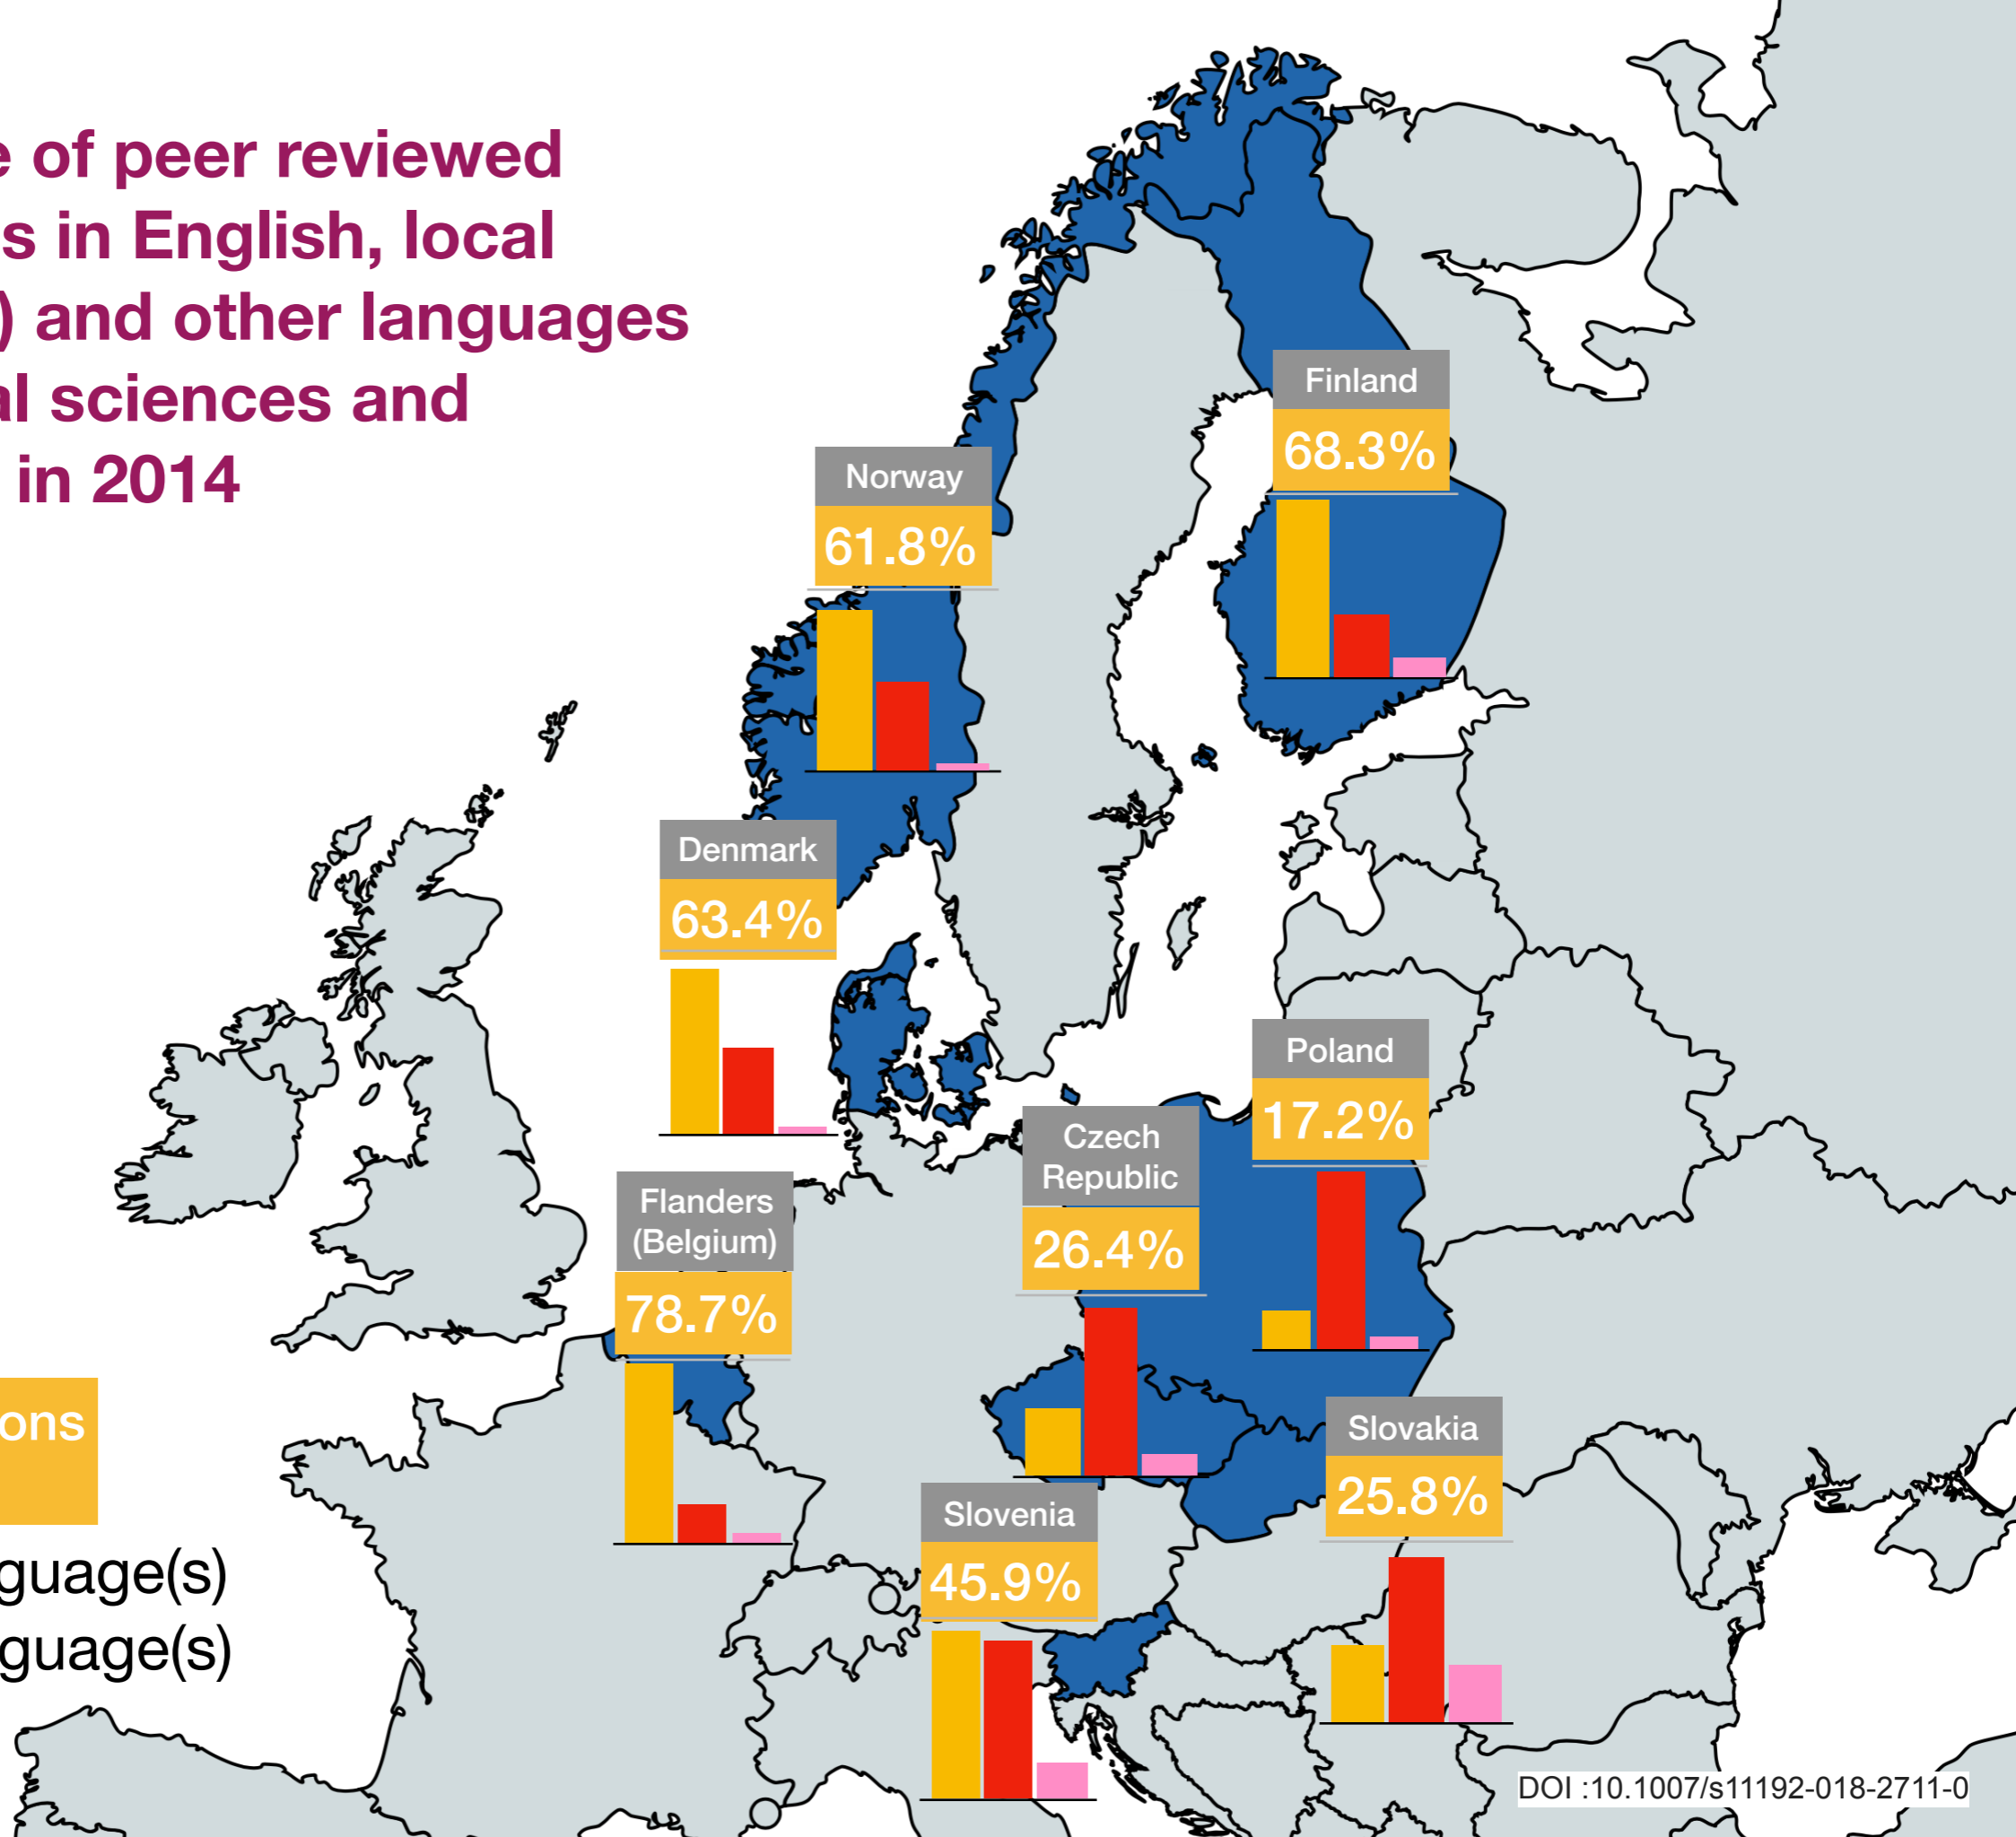 e of peer reviewed
s in English, local
) and other languages
al sciences and
in 2014
Finland
68.3%
Norway
61.8%
Denmark
63.4%
Poland
17.2%
Czech
Republic
26.4%
Flanders
(Belgium)
78.7%
Slovakia
25.8%
Slovenia
45.9%
ons
guage(s)
guage(s)
DOI :10.1007/s11192-018-2711-0